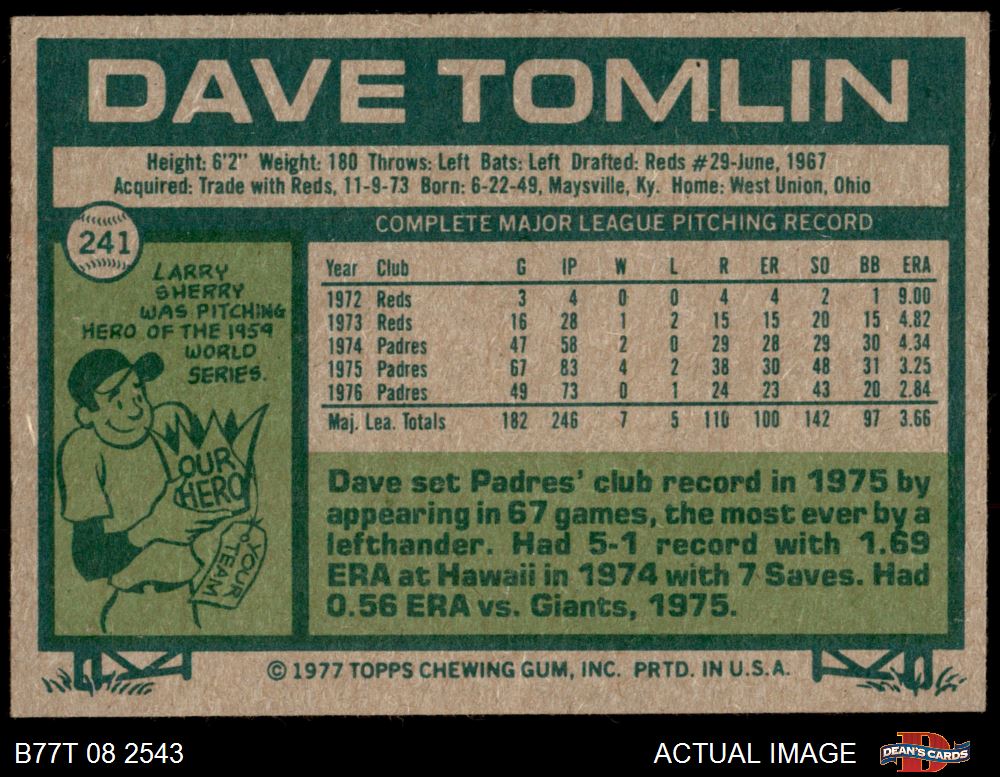 DAVE TOMLIN
Height: 6'2" Weight: 180 Throws: Left Bats: Left Drafted: Reds #29-June, 1967
Acquired: Trade with Reds, 11-9-73 Born: 6-22-49, Maysville, Ky. Home: West Union, Ohio
241
LARRY
SHERRY
WAS PITCHING
HERO OF THE 1959
WORLD
SERIES.
OUR
HERO
YOUR
TEAM
COMPLETE MAJOR LEAGUE PITCHING RECORD
Year Club G IP W L R ER SO BB ERA
1972 Reds 3 4 0 0 4 4 2 1 9.00
1973 Reds 16 28 1 2 15 15 20 15 4.82
1974 Padres 47 58 2 0 29 28 29 30 4.34
1975 Padres 67 83 4 2 38 30 48 31 3.25
1976 Padres 49 73 0 1 24 23 43 20 2.84
Maj. Lea. Totals 182 246 7 5 110 100 142 97 3.66
Dave set Padres' club record in 1975 by
appearing in 67 games, the most ever by a
lefthander. Had 5-1 record with 1.69
ERA at Hawaii in 1974 with 7 Saves. Had
0.56 ERA vs. Giants, 1975.
© 1977 TOPPS CHEWING GUM, INC. PRTD. IN U.S.A.
B77T 08 2543
ACTUAL IMAGE
DEAN'S CARDS